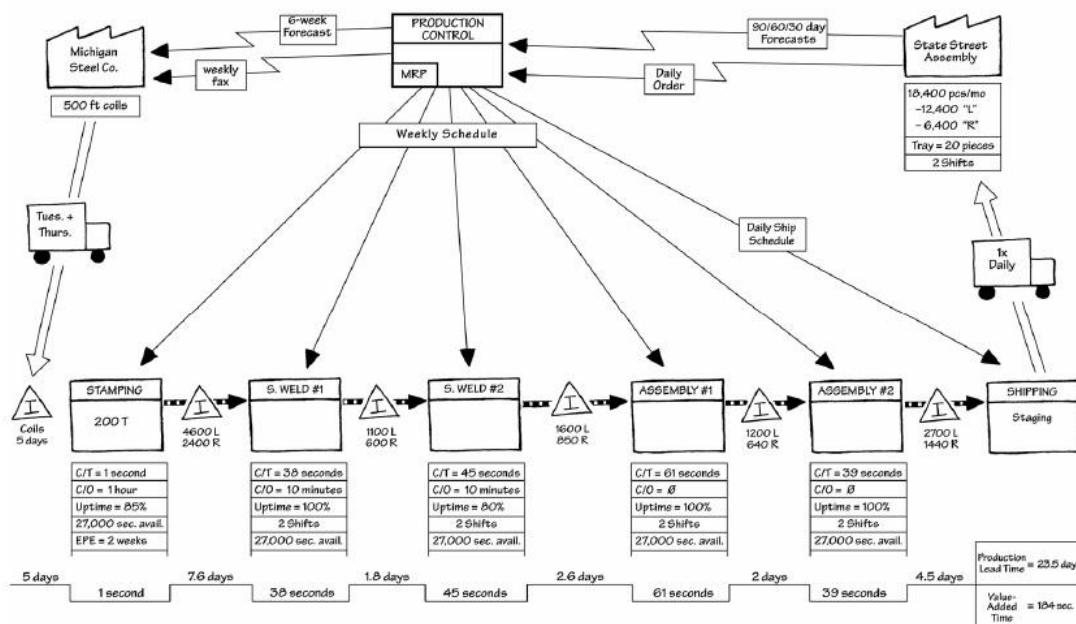 6-week
Forecast
PRODUCTION
CONTROL
MRP
90/60/30 day
Forecasts
Michigan
Steel Co.
weekly
fax
Daily
Order
State Street
Assembly
500 ft coils
18,400 pcs/mo
-12,400 "L"
-6,400 "R"
Tray = 20 pieces
2 Shifts
Weekly Schedule
Tues. +
Thurs.
Daily Ship
Schedule
1x
Daily
I
Coils
5 days
STAMPING
200 T
I
4600 L
2400 R
S. WELD #1
I
1100 L
600 R
S. WELD #2
I
1600 L
850 R
ASSEMBLY #1
I
1200 L
640 R
ASSEMBLY #2
I
2700 L
1440 R
SHIPPING
Staging
C/T = 1 second
C/O = 1 hour
Uptime = 85%
27,000 sec. avail.
EPE = 2 weeks
C/T = 38 seconds
C/O = 10 minutes
Uptime = 100%
2 Shifts
27,000 sec. avail.
C/T = 45 seconds
C/O = 10 minutes
Uptime = 80%
2 Shifts
27,000 sec. avail.
C/T = 61 seconds
C/O = Ø
Uptime = 100%
2 Shifts
27,000 sec. avail.
C/T = 39 seconds
C/O = Ø
Uptime = 100%
2 Shifts
27,000 sec. avail.
5 days
1 second
7.6 days
38 seconds
1.8 days
45 seconds
2.6 days
61 seconds
2 days
39 seconds
4.5 days
Production
Lead Time = 23.5 day
Value-
Added
Time = 184 sec.